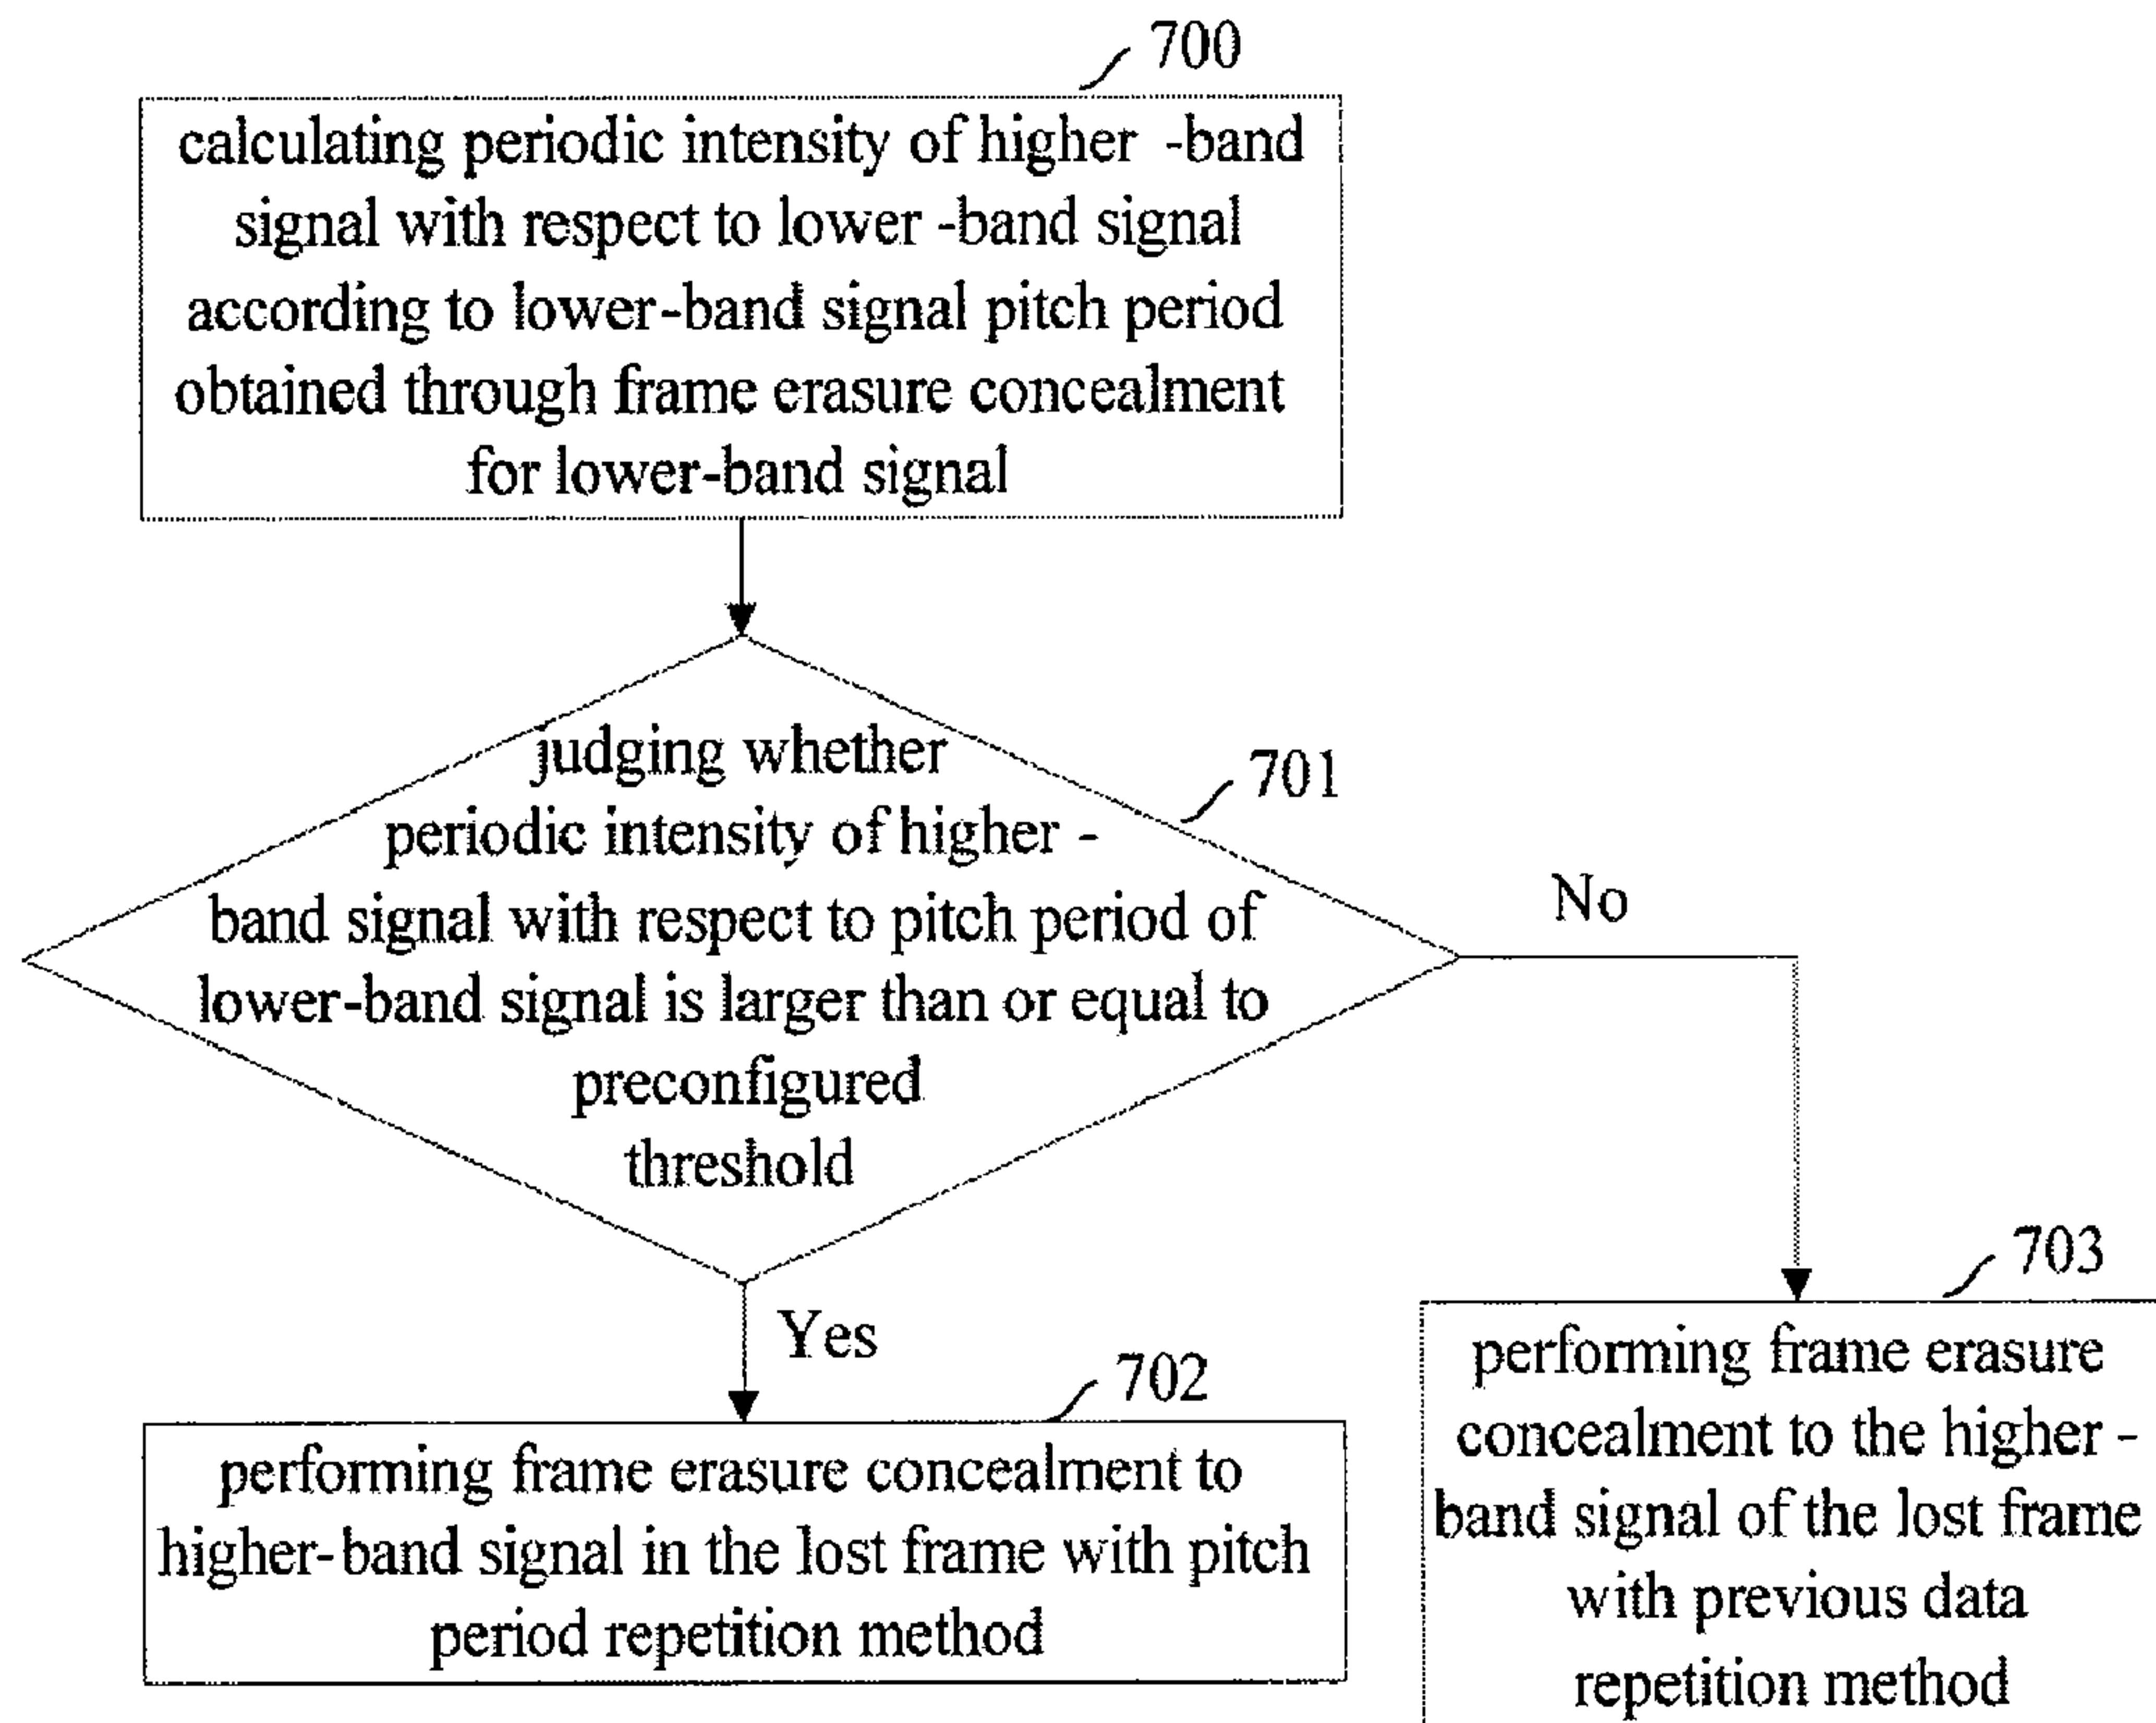 700
calculating periodic intensity of higher -band
signal with respect to lower -band signal
according to lower-band signal pitch period
obtained through frame erasure concealment
for lower-band signal
judging whether
periodic intensity of higher -
band signal with respect to pitch period of
lower-band signal is larger than or equal to
preconfigured
threshold
701
No
Yes
702
performing frame erasure concealment to
higher-band signal in the lost frame with pitch
period repetition method
703
performing frame erasure
concealment to the higher -
band signal of the lost frame
with previous data
repetition method